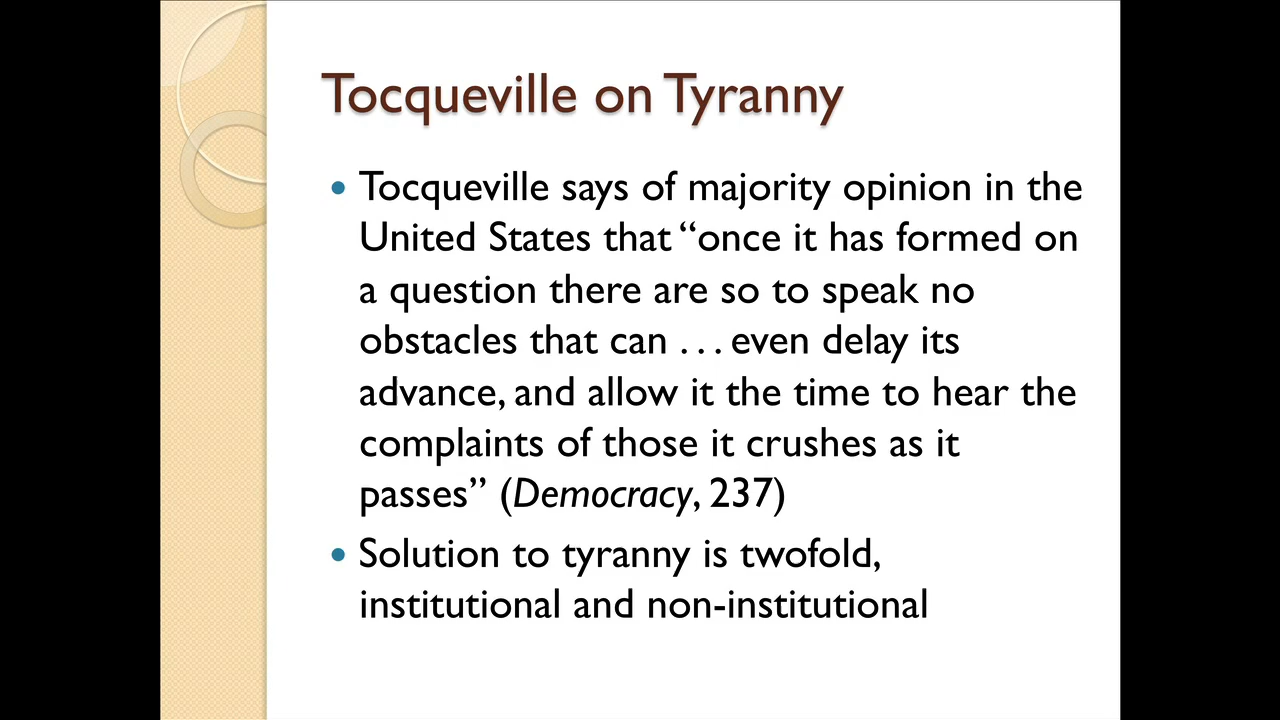 Tocqueville on Tyranny
• Tocqueville says of majority opinion in the
United States that “once it has formed on
a question there are so to speak no
obstacles that can . . . even delay its
advance, and allow it the time to hear the
complaints of those it crushes as it
passes” (Democracy, 237)
• Solution to tyranny is twofold,
institutional and non-institutional